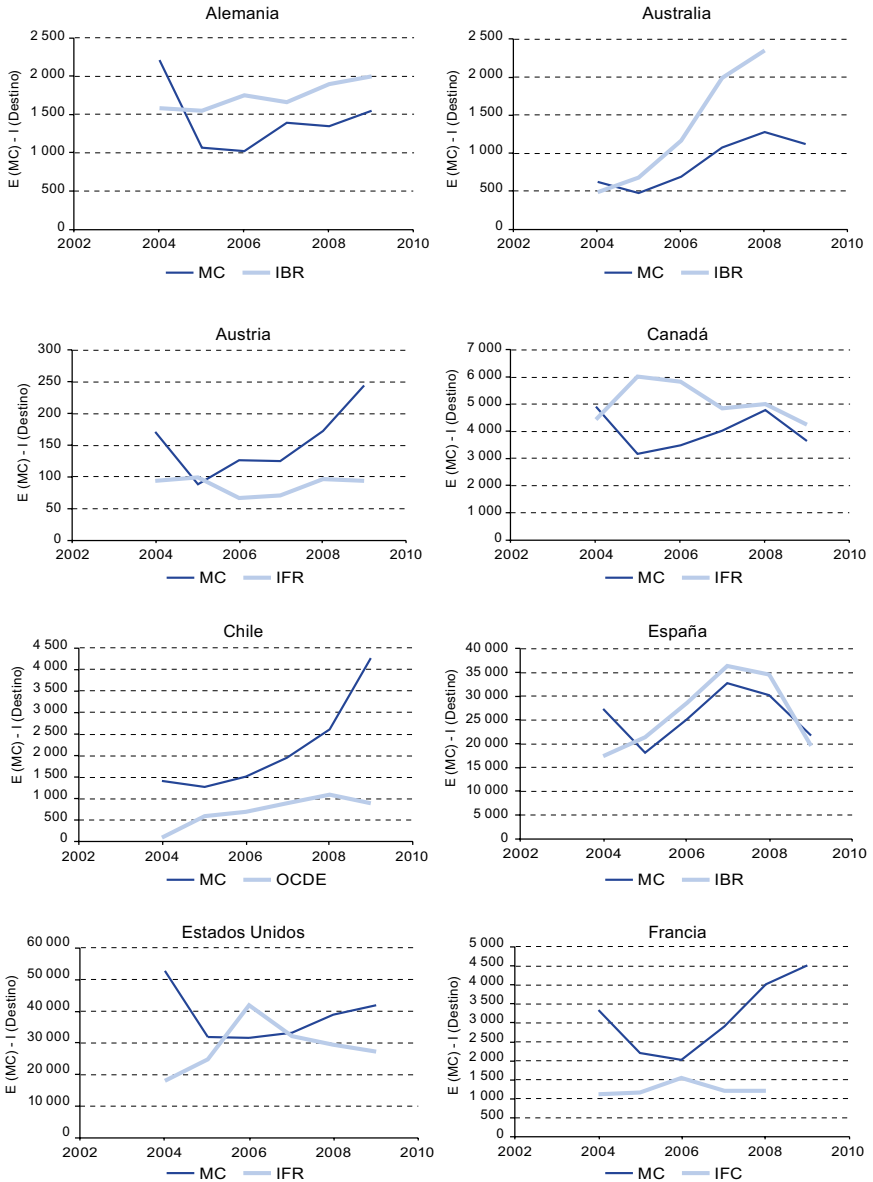 Alemania
E (MC) - I (Destino)
2 500
2 000
1 500
1 000
500
0
2002 2004 2006 2008 2010
MC IBR
Australia
E (MC) - I (Destino)
2 500
2 000
1 500
1 000
500
0
2002 2004 2006 2008 2010
MC IBR
Austria
E (MC) - I (Destino)
300
250
200
150
100
50
0
2002 2004 2006 2008 2010
MC IFR
Canadá
E (MC) - I (Destino)
7 000
6 000
5 000
4 000
3 000
2 000
1 000
0
2002 2004 2006 2008 2010
MC IFR
Chile
E (MC) - I (Destino)
4 500
4 000
3 500
3 000
2 500
2 000
1 500
1 000
500
0
2002 2004 2006 2008 2010
MC OCDE
España
E (MC) - I (Destino)
40 000
35 000
30 000
25 000
20 000
15 000
10 000
5 000
0
2002 2004 2006 2008 2010
MC IBR
Estados Unidos
E (MC) - I (Destino)
60 000
50 000
40 000
30 000
20 000
10 000
0
2002 2004 2006 2008 2010
MC IFR
Francia
E (MC) - I (Destino)
5 000
4 500
4 000
3 500
3 000
2 500
2 000
1 500
1 000
500
0
2002 2004 2006 2008 2010
MC IFC